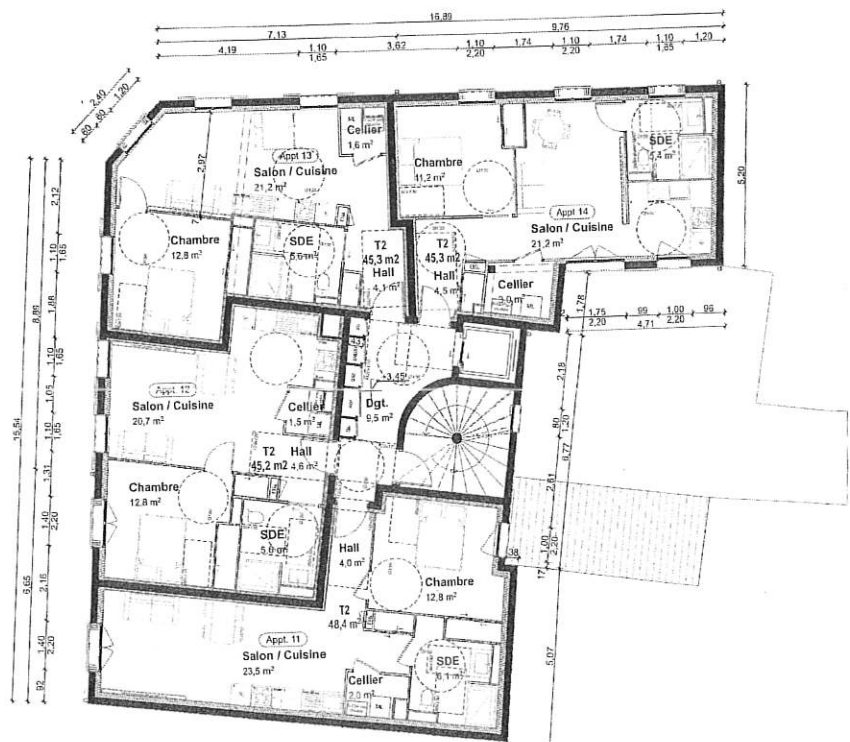 16,89
7,13
9,76
4,19
1,10
1,65
3,62
1,10
2,20
1,74
1,10
2,20
1,74
1,10
1,65
1,20
2,40
60
60
1,20
Cellier
1,6 m²
Appt 13
Salon / Cuisine
21,2 m²
2,97
Chambre
12,8 m²
SDE
T2
45,3 m2
Hall
4,1 m²
Chambre
11,2 m²
SDE
5,4 m²
Appt 14
Salon / Cuisine
21,2 m²
T2
45,3 m2
Hall
4,5 m²
Cellier
3,0 m²
5,20
1,78
1,75
2,20
99
1,00
2,20
96
4,71
15,54
8,89
6,65
2,12
1,10
1,65
1,88
1,10
1,65
1,05
1,10
1,65
1,31
1,40
2,20
2,16
1,40
2,20
92
Appt. 12
Salon / Cuisine
20,7 m²
Cellier
1,5 m²
T2
45,2 m2
Hall
4,6 m²
Chambre
12,8 m²
SDE
+3,45
Dgt.
9,5 m²
2,18
80
1,20
6,77
2,61
1,00
2,20
38
17
5,07
Hall
4,0 m²
Chambre
12,8 m²
T2
48,4 m²
Appt. 11
Salon / Cuisine
23,5 m²
Cellier
2,0 m²
SDE
6,1 m²